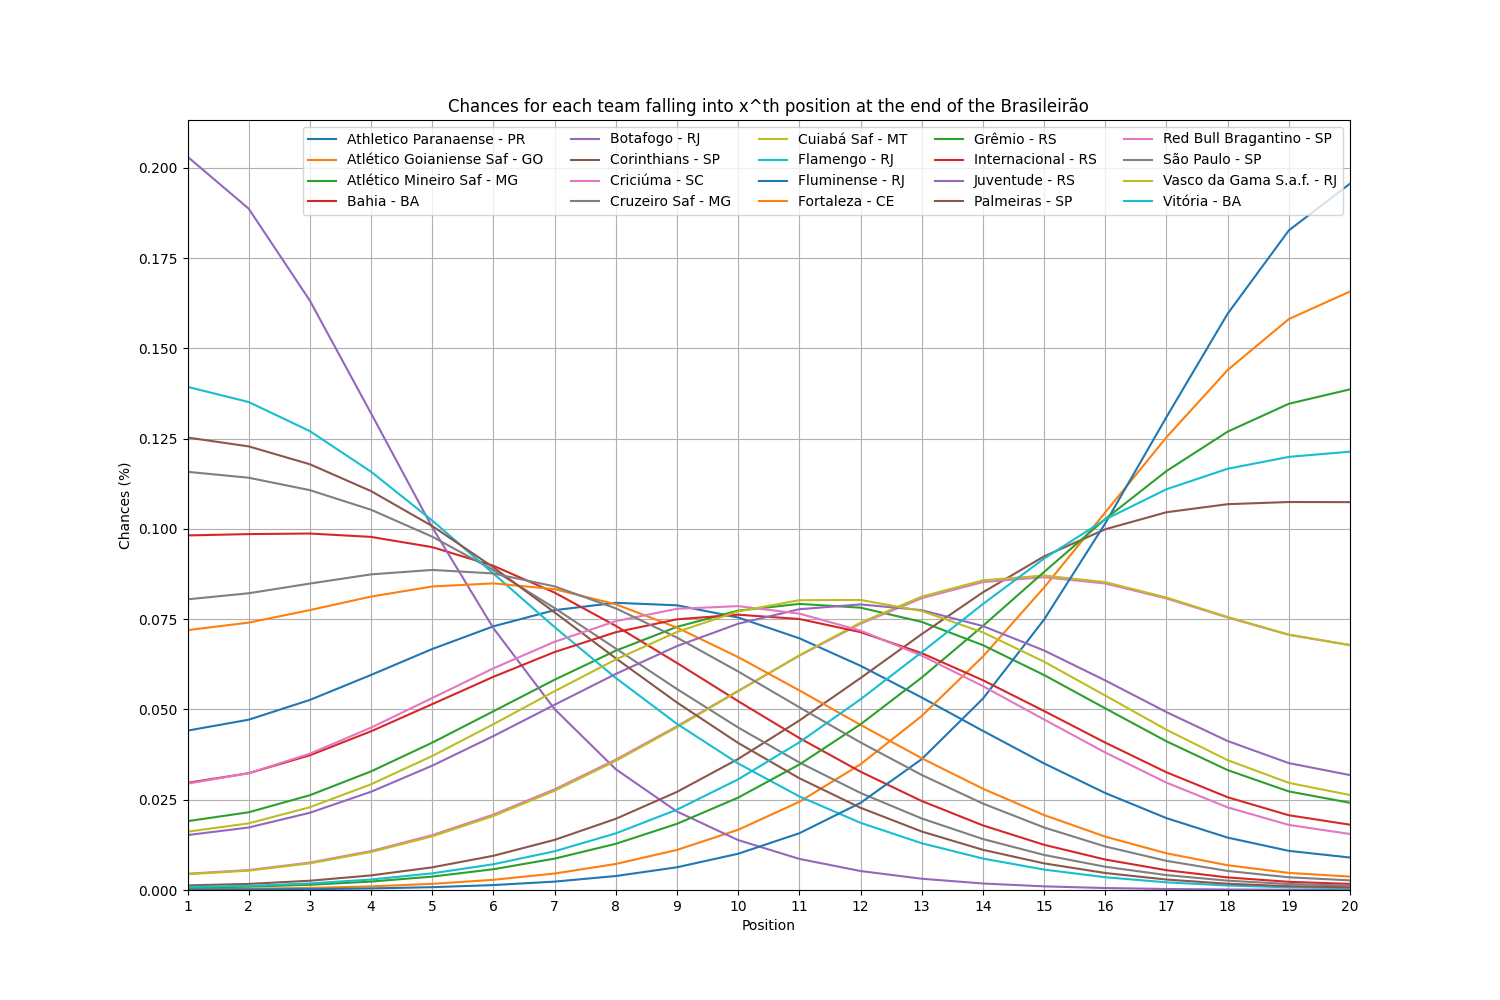 Chances for each team falling into x^th position at the end of the Brasileirão
Athletico Paranaense - PR
Atlético Goianiense Saf - GO
Atlético Mineiro Saf - MG
Bahia - BA
Botafogo - RJ
Corinthians - SP
Criciúma - SC
Cruzeiro Saf - MG
Cuiabá Saf - MT
Flamengo - RJ
Fluminense - RJ
Fortaleza - CE
Grêmio - RS
Internacional - RS
Juventude - RS
Palmeiras - SP
Red Bull Bragantino - SP
São Paulo - SP
Vasco da Gama S.a.f. - RJ
Vitória - BA
Chances (%)
0.200
0.175
0.150
0.125
0.100
0.075
0.050
0.025
0.000
1 2 3 4 5 6 7 8 9 10 11 12 13 14 15 16 17 18 19 20
Position